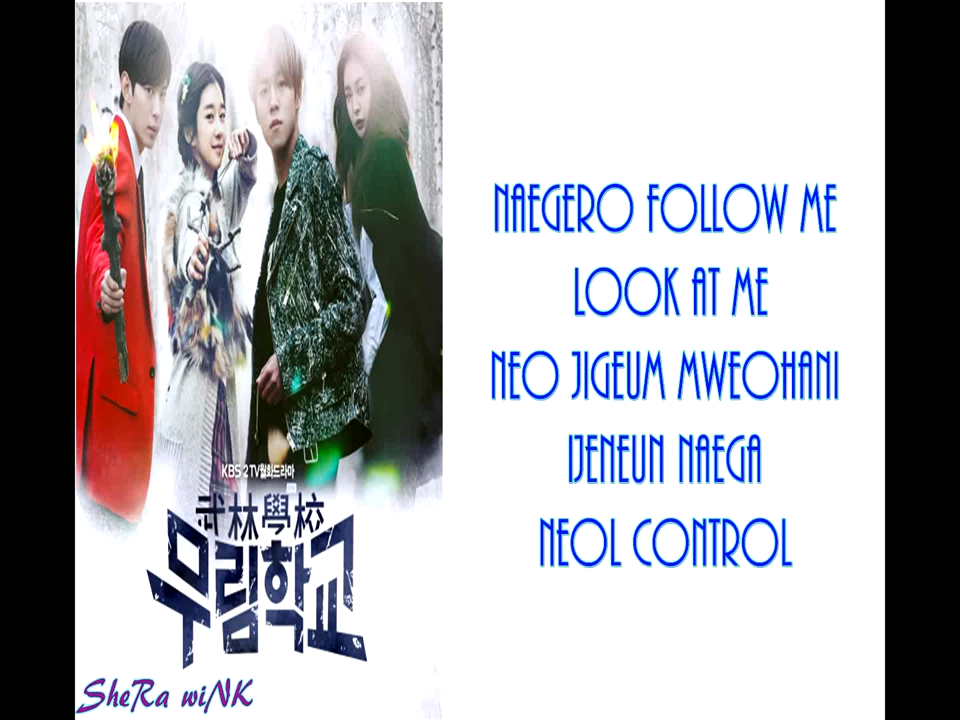 KBS 2TV월화드라마
武林學校
무림학교
SheRa wiNK
NAEGERO FOLLOW ME
LOOK AT ME
NEO JIGEUM MWEOHANI
IJENEUN NAEGA
NEOL CONTROL